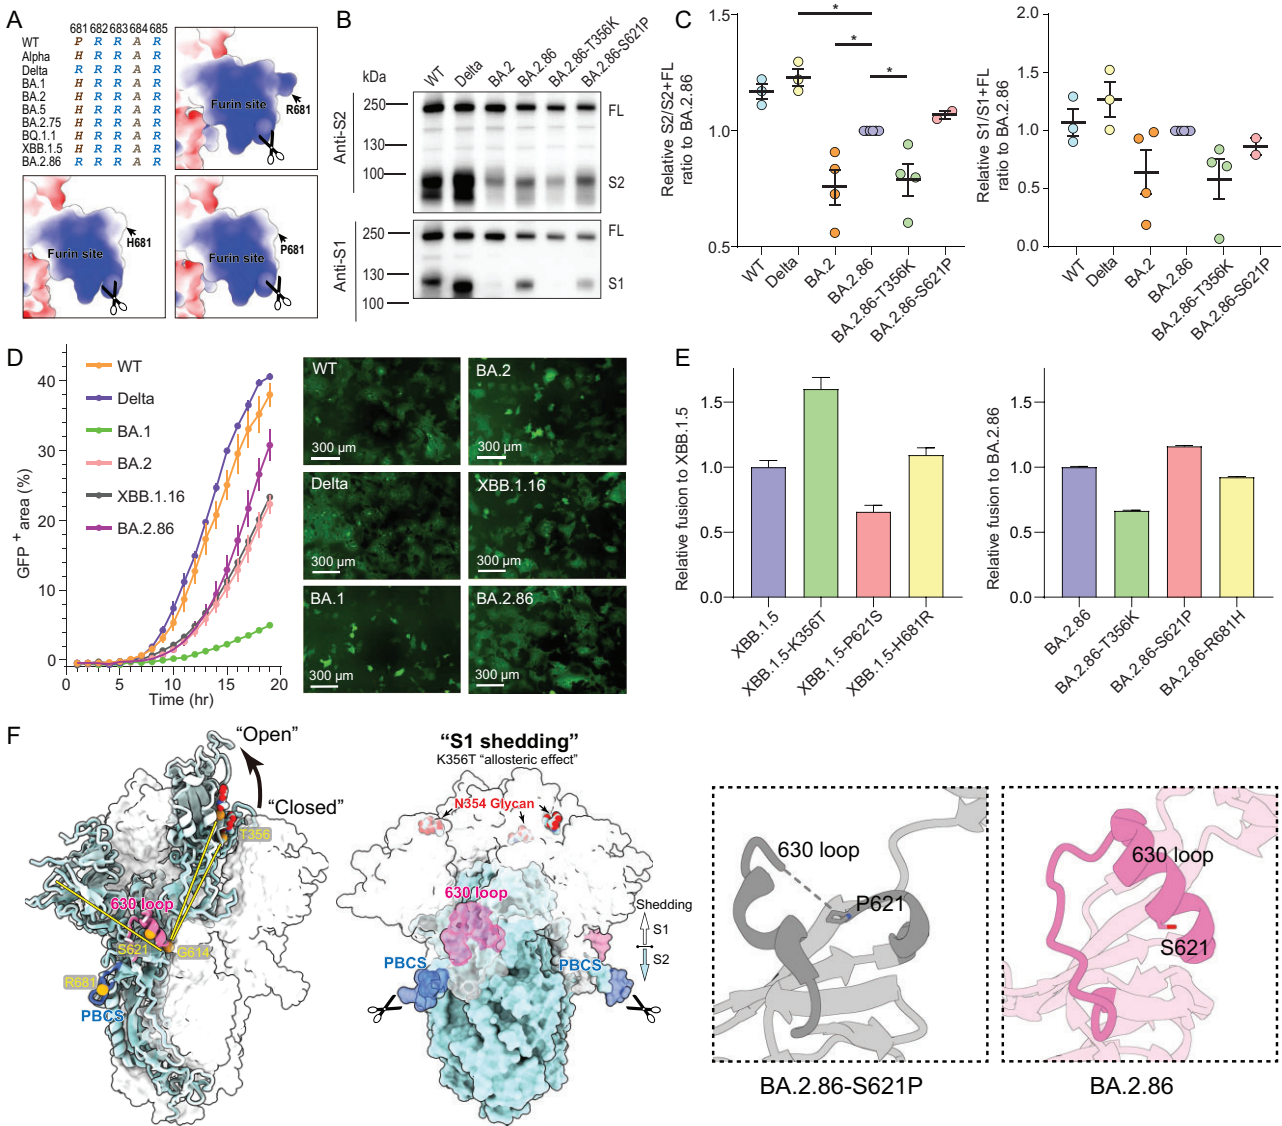 A
681 682 683 684 685
WT P R R A R
Alpha H R R A R
Delta R R R A R
BA.1 H R R A R
BA.2 H R R A R
BA.5 H R R A R
BA.2.75 H R R A R
BQ.1.1 H R R A R
XBB.1.5 H R R A R
BA.2.86 R R R A R
Furin site
R681
Furin site
H681
Furin site
P681
B
kDa
WT
Delta
BA.2
BA.2.86
BA.2.86-T356K
BA.2.86-S621P
Anti-S2
250
130
100
FL
S2
Anti-S1
250
130
100
FL
S1
C
Relative S2/S2+FL
ratio to BA.2.86
1.5
1.0
0.5
*
*
*
WT
Delta
BA.2
BA.2.86
BA.2.86-T356K
BA.2.86-S621P
Relative S1/S1+FL
ratio to BA.2.86
2.0
1.5
1.0
0.5
0.0
WT
Delta
BA.2
BA.2.86
BA.2.86-T356K
BA.2.86-S621P
D
GFP + area (%)
40
30
20
10
0
WT
Delta
BA.1
BA.2
XBB.1.16
BA.2.86
0 5 10 15 20
Time (hr)
WT
300 µm
BA.2
300 µm
Delta
300 µm
XBB.1.16
300 µm
BA.1
300 µm
BA.2.86
300 µm
E
Relative fusion to XBB.1.5
1.5
1.0
0.5
0.0
XBB.1.5
XBB.1.5-K356T
XBB.1.5-P621S
XBB.1.5-H681R
Relative fusion to BA.2.86
1.5
1.0
0.5
0.0
BA.2.86
BA.2.86-T356K
BA.2.86-S621P
BA.2.86-R681H
F
“Open”
“Closed”
T356
630 loop
S621
G614
R681
PBCS
“S1 shedding”
K356T “allosteric effect”
N354 Glycan
630 loop
Shedding
S1
S2
PBCS
PBCS
630 loop
P621
BA.2.86-S621P
630 loop
S621
BA.2.86